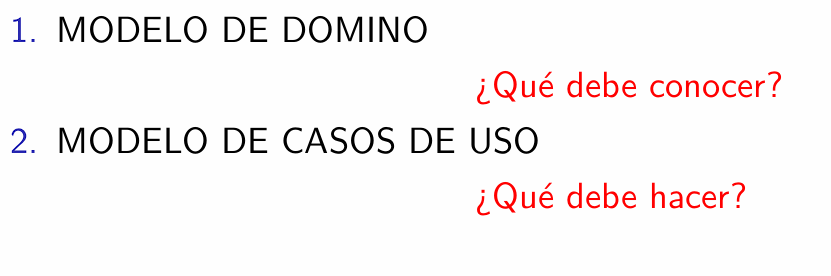 1. MODELO DE DOMINO
¿Qué debe conocer?
2. MODELO DE CASOS DE USO
¿Qué debe hacer?